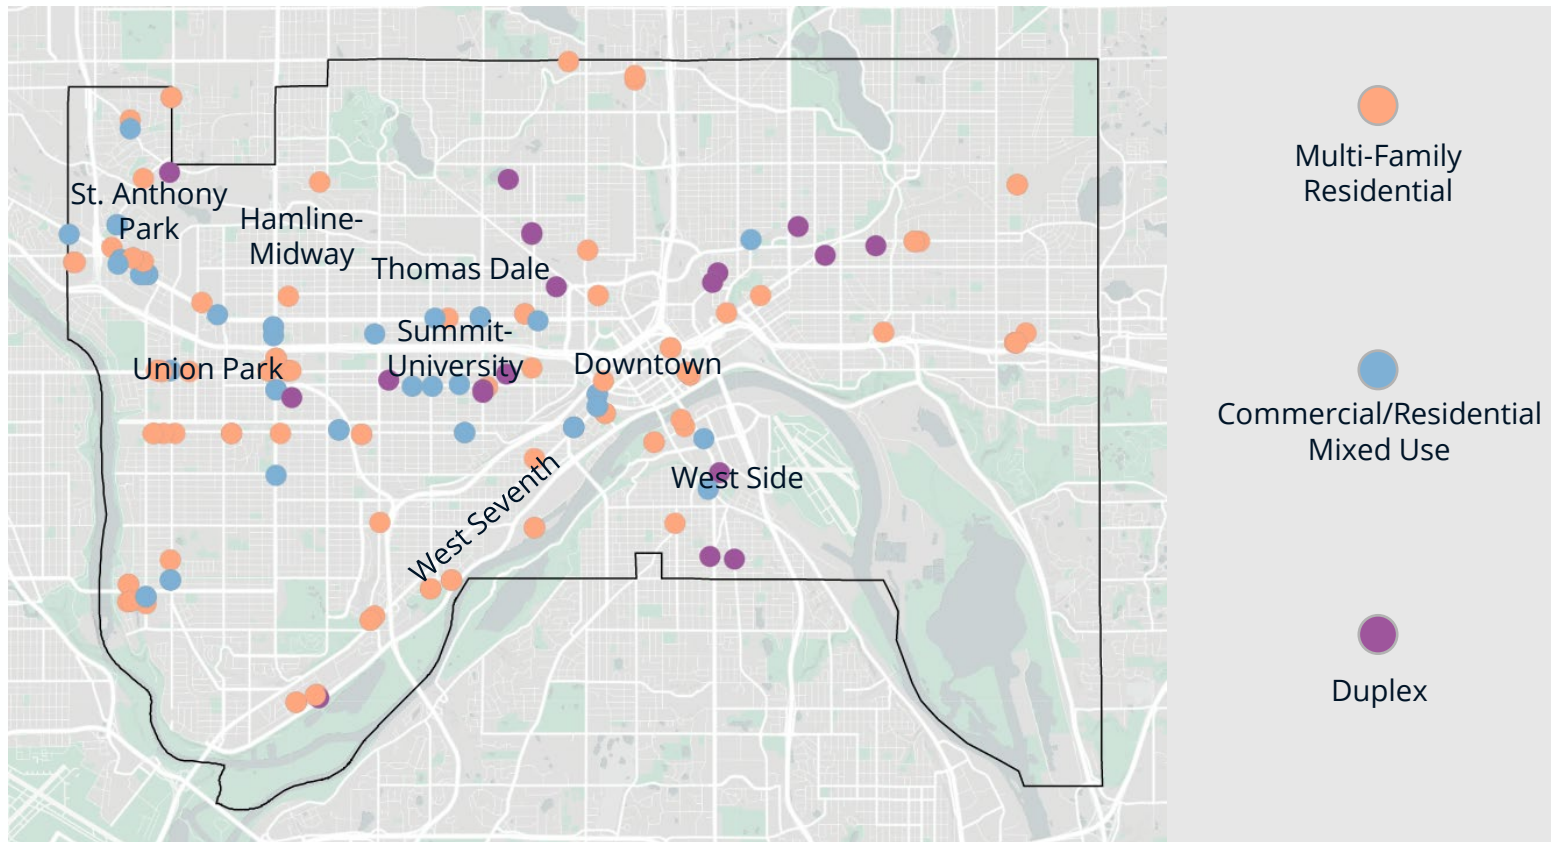 St. Anthony
Park
Hamline-
Midway
Thomas Dale
Summit-
University
Union Park
Downtown
West Seventh
West Side
Multi-Family
Residential
Commercial/Residential
Mixed Use
Duplex